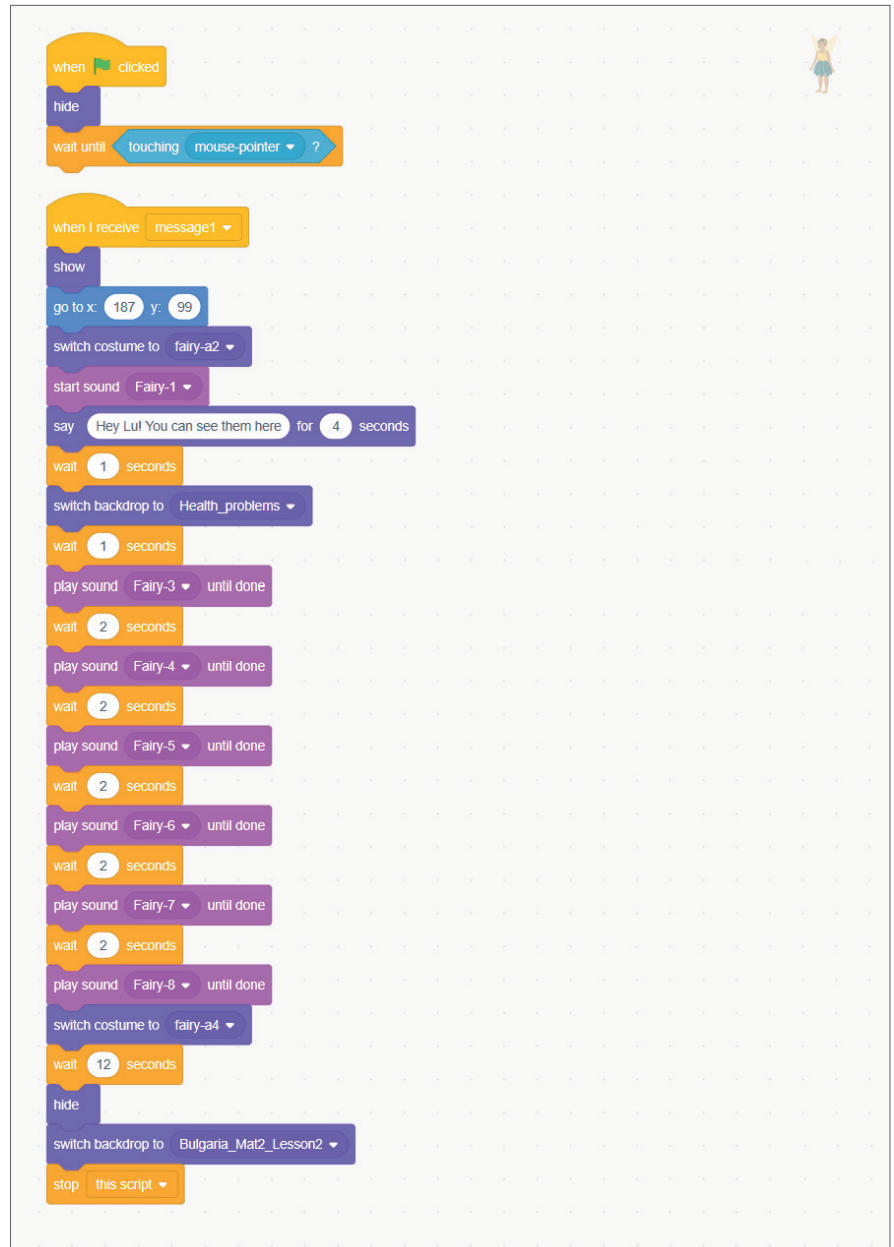 when clicked
hide
wait until touching mouse-pointer ?
when I receive message1
show
go to x: 187 y: 99
switch costume to fairy-a2
start sound Fairy-1
say Hey Lu! You can see them here for 4 seconds
wait 1 seconds
switch backdrop to Health_problems
wait 1 seconds
play sound Fairy-3 until done
wait 2 seconds
play sound Fairy-4 until done
wait 2 seconds
play sound Fairy-5 until done
wait 2 seconds
play sound Fairy-6 until done
wait 2 seconds
play sound Fairy-7 until done
wait 2 seconds
play sound Fairy-8 until done
switch costume to fairy-a4
wait 12 seconds
hide
switch backdrop to Bulgaria_Mat2_Lesson2
stop this script